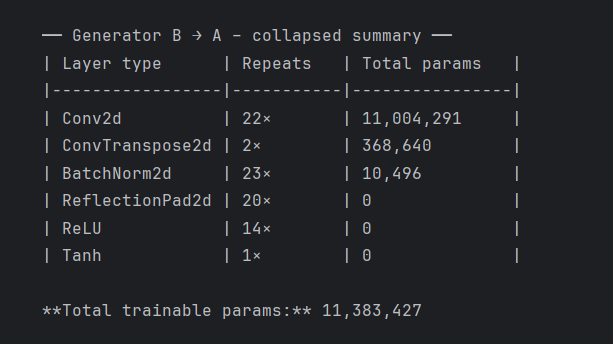 ── Generator B → A – collapsed summary ──
| Layer type | Repeats | Total params |
|-----------------|-----------|----------------|
| Conv2d | 22× | 11,004,291 |
| ConvTranspose2d | 2× | 368,640 |
| BatchNorm2d | 23× | 10,496 |
| ReflectionPad2d | 20× | 0 |
| ReLU | 14× | 0 |
| Tanh | 1× | 0 |
**Total trainable params:** 11,383,427